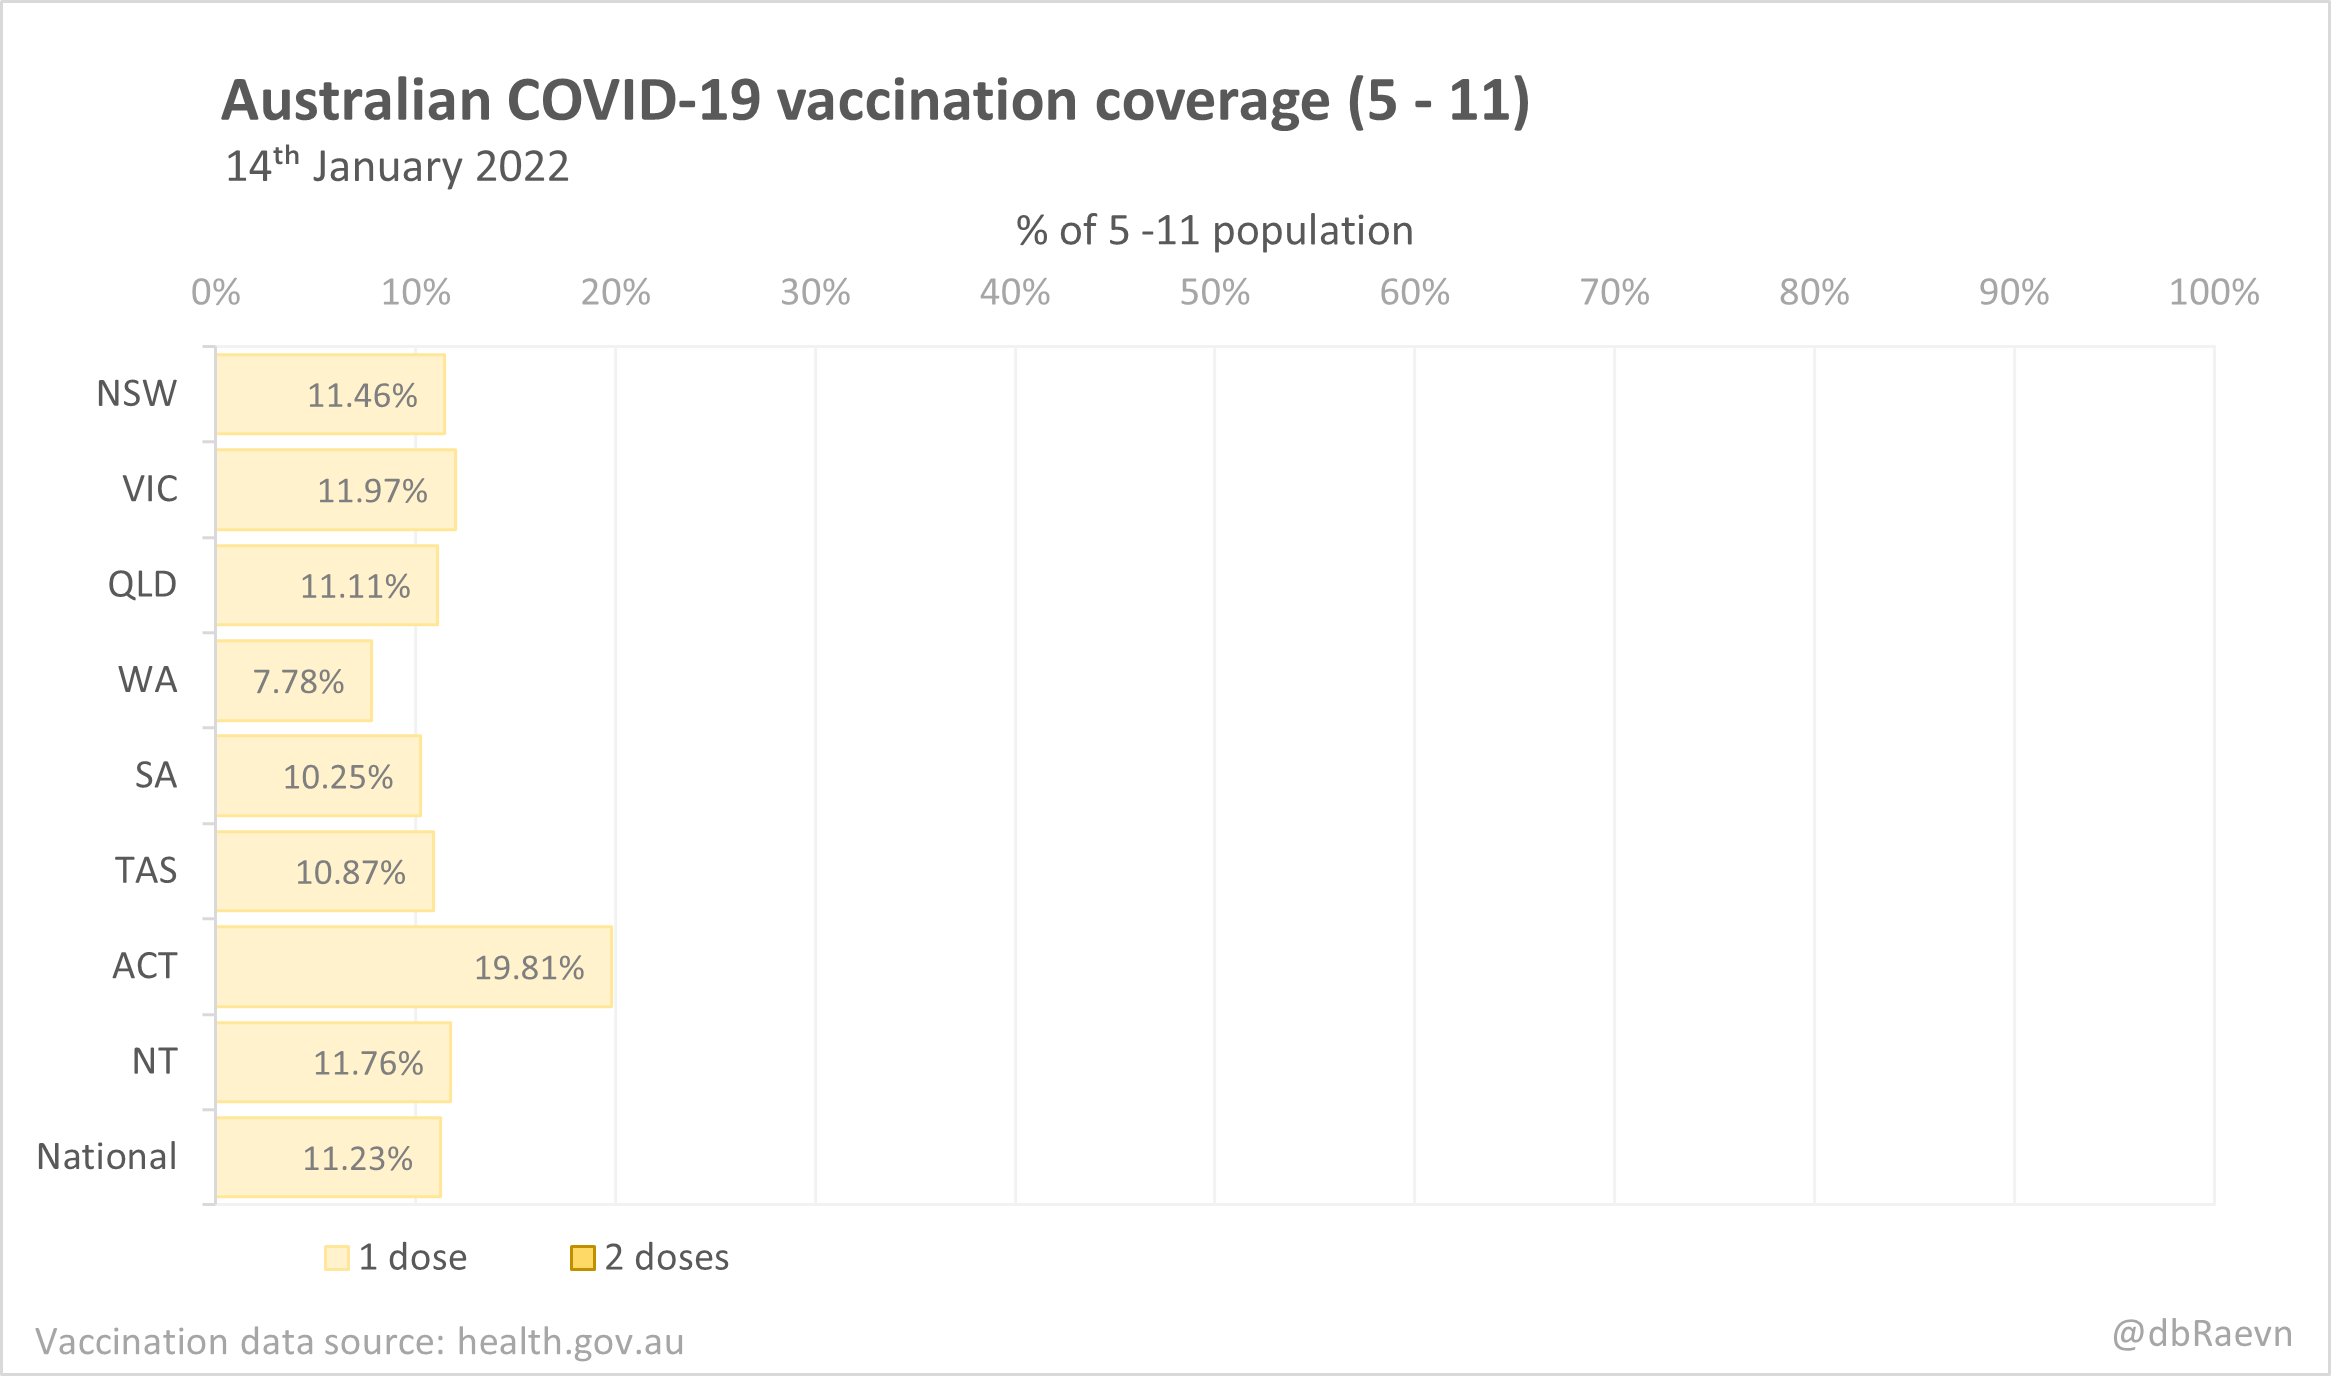 Australian COVID-19 vaccination coverage (5 - 11)
14th January 2022
% of 5 -11 population
0% 10% 20% 30% 40% 50% 60% 70% 80% 90% 100%
NSW 11.46%
VIC 11.97%
QLD 11.11%
WA 7.78%
SA 10.25%
TAS 10.87%
ACT 19.81%
NT 11.76%
National 11.23%
1 dose 2 doses
Vaccination data source: health.gov.au
@dbRaevn